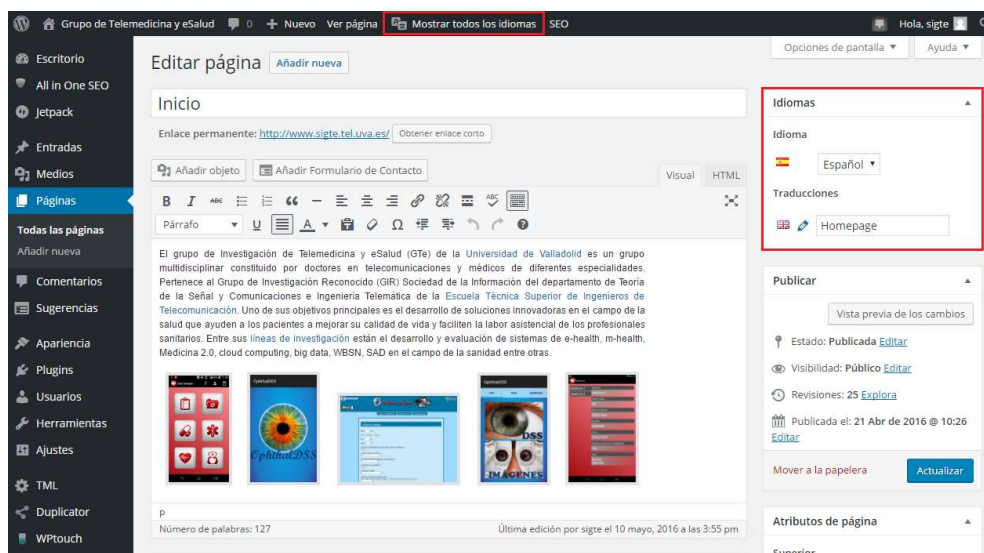 Grupo de Telemedicina y eSalud 0 + Nuevo Ver página Mostrar todos los idiomas SEO Hola, sigte
Opciones de pantalla ▼ Ayuda ▼
Escritorio
All in One SEO
Jetpack
Entradas
Medios
Páginas
Todas las páginas
Añadir nueva
Comentarios
Sugerencias
Apariencia
Plugins
Usuarios
Herramientas
Ajustes
TML
Duplicator
WPtouch
Editar página Añadir nueva
Inicio
Enlace permanente: http://www.sigte.tel.uva.es/ Obtener enlace corto
Añadir objeto Añadir Formulario de Contacto Visual HTML
B I ABC ABC
Párrafo U A Ω
El grupo de Investigación de Telemedicina y eSalud (GTe) de la Universidad de Valladolid es un grupo
multidisciplinar constituido por doctores en telecomunicaciones y médicos de diferentes especialidades.
Pertenece al Grupo de Investigación Reconocido (GIR) Sociedad de la Información del departamento de Teoría
de la Señal y Comunicaciones e Ingeniería Telemática de la Escuela Técnica Superior de Ingenieros de
Telecomunicación. Uno de sus objetivos principales es el desarrollo de soluciones innovadoras en el campo de la
salud que ayuden a los pacientes a mejorar su calidad de vida y faciliten la labor asistencial de los profesionales
sanitarios. Entre sus líneas de investigación están el desarrollo y evaluación de sistemas de e-health, m-health,
Medicina 2.0, cloud computing, big data, WBSN, SAD en el campo de la sanidad entre otras.
OphthalDSS
OphthalDSS
DSS
IMÁGENES
p
Número de palabras: 127 Última edición por sigte el 10 mayo, 2016 a las 3:55 pm
Idiomas
Idioma
Español
Traducciones
Homepage
Publicar
Vista previa de los cambios
Estado: Publicada Editar
Visibilidad: Público Editar
Revisiones: 25 Explora
Publicada el: 21 Abr de 2016 @ 10:26
Editar
Mover a la papelera Actualizar
Atributos de página
Superior